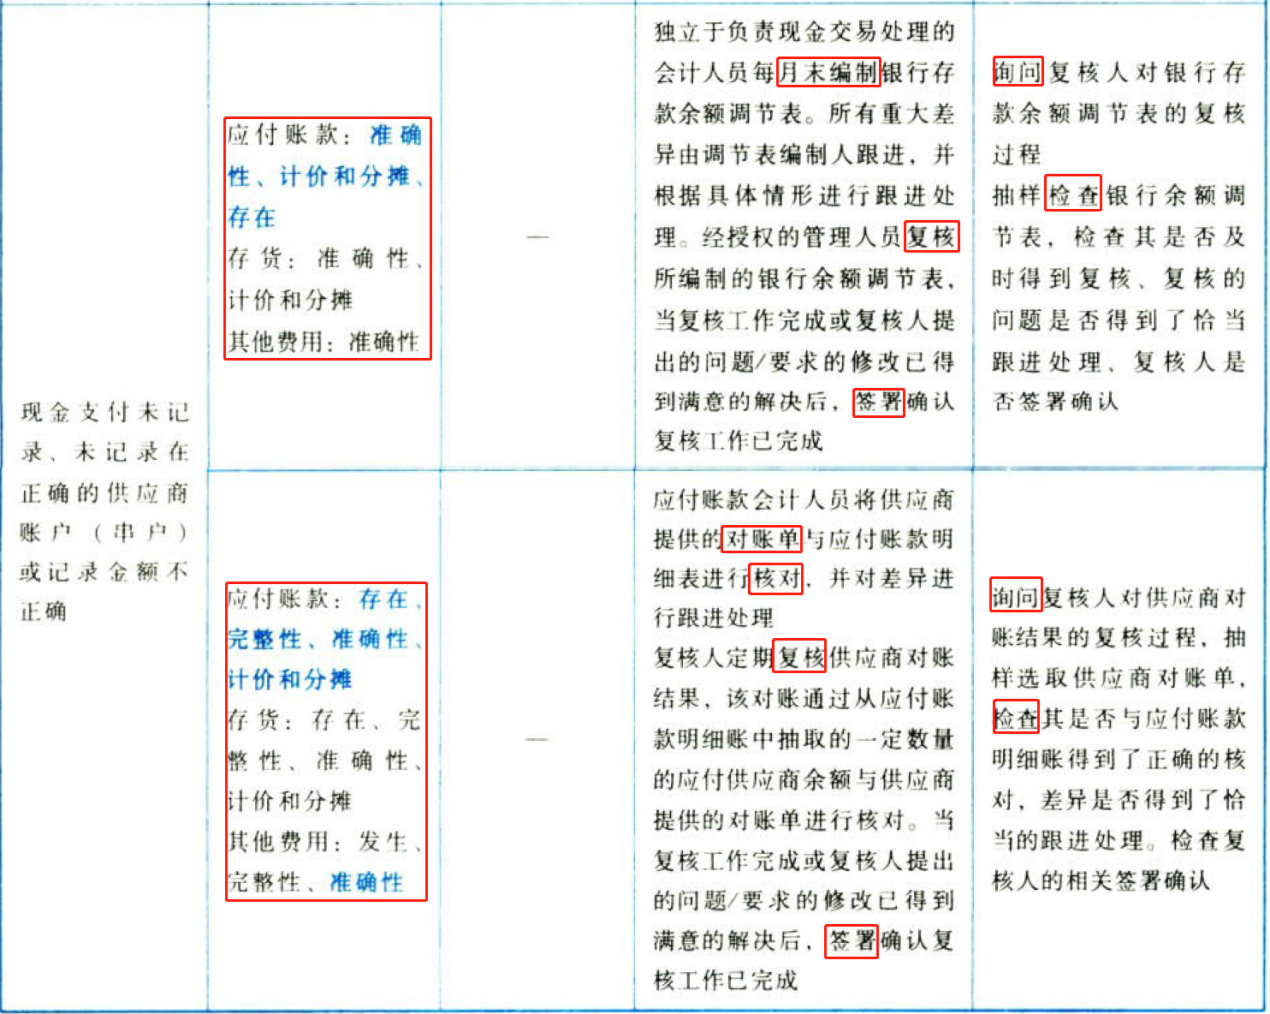 现金支付未记
录、未记录在
正确的供应商
账户（串户）
或记录金额不
正确
应付账款：准确
性、计价和分摊、
存在
存货：准确性、
计价和分摊
其他费用：准确性
—
独立于负责现金交易处理的
会计人员每月末编制银行存
款余额调节表。所有重大差
异由调节表编制人跟进，并
根据具体情形进行跟进处
理。经授权的管理人员复核
所编制的银行余额调节表，
当复核工作完成或复核人提
出的问题/要求的修改已得
到满意的解决后，签署确认
复核工作已完成
询问复核人对银行存
款余额调节表的复核
过程
抽样检查银行余额调
节表，检查其是否及
时得到复核、复核的
问题是否得到了恰当
跟进处理、复核人是
否签署确认
应付账款：存在、
完整性、准确性、
计价和分摊
存货：存在、完
整性、准确性、
计价和分摊
其他费用：发生、
完整性、准确性
—
应付账款会计人员将供应商
提供的对账单与应付账款明
细表进行核对，并对差异进
行跟进处理
复核人定期复核供应商对账
结果，该对账通过从应付账
款明细账中抽取的一定数量
的应付供应商余额与供应商
提供的对账单进行核对。当
复核工作完成或复核人提出
的问题/要求的修改已得到
满意的解决后，签署确认复
核工作已完成
询问复核人对供应商对
账结果的复核过程，抽
样选取供应商对账单，
检查其是否与应付账款
明细账得到了正确的核
对，差异是否得到了恰
当的跟进处理。检查复
核人的相关签署确认